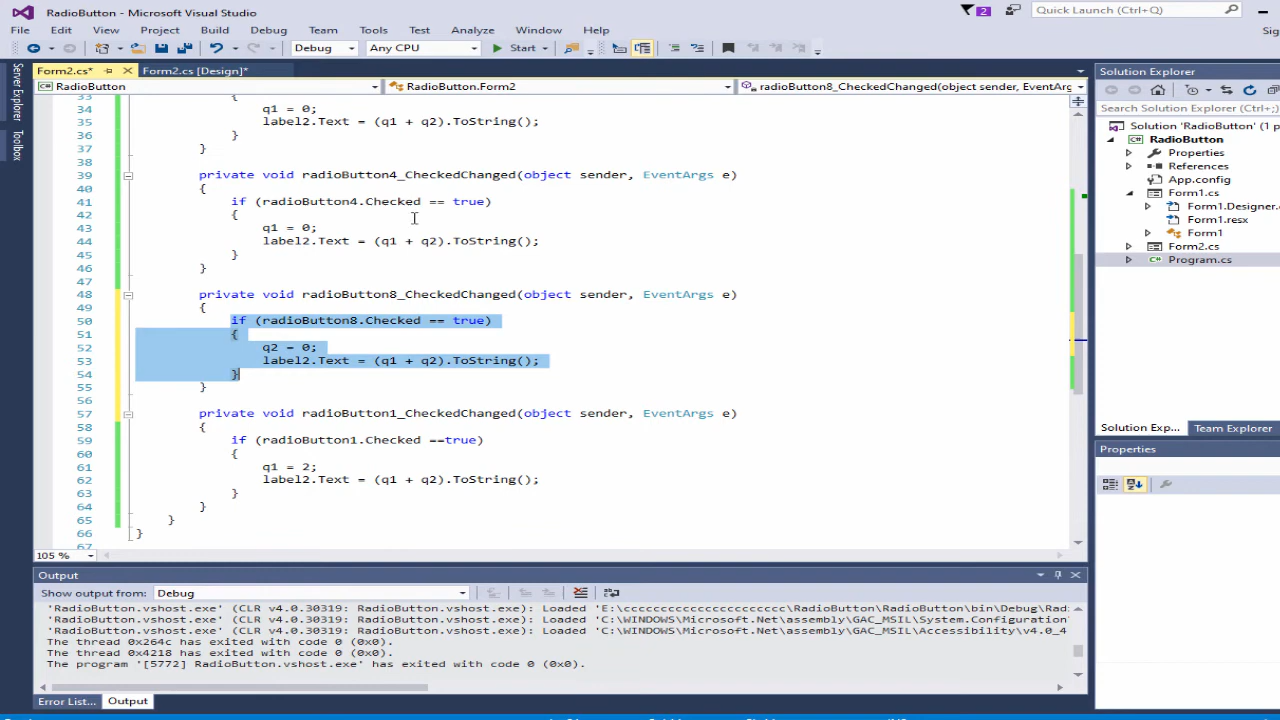 RadioButton - Microsoft Visual Studio
2
Quick Launch (Ctrl+Q)
File Edit View Project Build Debug Team Tools Test Analyze Window Help
Debug Any CPU Start
Form2.cs* Form2.cs [Design]*
RadioButton RadioButton.Form2 radioButton8_CheckedChanged(object sender, EventArg
Server Explorer
Toolbox
33 {
34 q1 = 0;
35 label2.Text = (q1 + q2).ToString();
36 }
37 }
38
39 private void radioButton4_CheckedChanged(object sender, EventArgs e)
40 {
41 if (radioButton4.Checked == true)
42 {
43 q1 = 0;
44 label2.Text = (q1 + q2).ToString();
45 }
46 }
47
48 private void radioButton8_CheckedChanged(object sender, EventArgs e)
49 {
50 if (radioButton8.Checked == true)
51 {
52 q2 = 0;
53 label2.Text = (q1 + q2).ToString();
54 }
55 }
56
57 private void radioButton1_CheckedChanged(object sender, EventArgs e)
58 {
59 if (radioButton1.Checked ==true)
60 {
61 q1 = 2;
62 label2.Text = (q1 + q2).ToString();
63 }
64 }
65 }
66 }
67
105 %
Output
Show output from: Debug
'RadioButton.vshost.exe' (CLR v4.0.30319: RadioButton.vshost.exe): Loaded 'E:\cccccccccccccccccccccc\RadioButton\RadioButton\bin\Debug\Rad
'RadioButton.vshost.exe' (CLR v4.0.30319: RadioButton.vshost.exe): Loaded 'C:\WINDOWS\Microsoft.Net\assembly\GAC_MSIL\System.Configuration
'RadioButton.vshost.exe' (CLR v4.0.30319: RadioButton.vshost.exe): Loaded 'C:\WINDOWS\Microsoft.Net\assembly\GAC_MSIL\Accessibility\v4.0_4
The thread 0x264c has exited with code 0 (0x0).
The thread 0x4218 has exited with code 0 (0x0).
The program '[5772] RadioButton.vshost.exe' has exited with code 0 (0x0).
Error List... Output
Solution Explorer
Search Solution Explorer
Solution 'RadioButton' (1 p
RadioButton
Properties
References
App.config
Form1.cs
Form1.Designer.
Form1.resx
Form1
Form2.cs
Program.cs
Solution Exp... Team Explorer
Properties